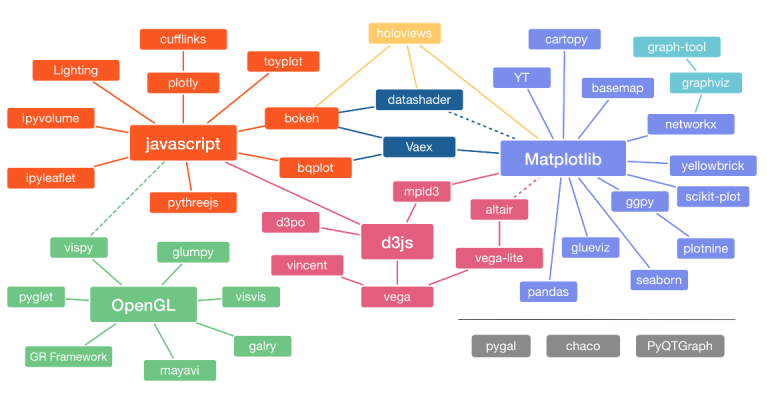 cufflinks
holoviews
cartopy
graph-tool
Lighting
plotly
toyplot
YT
basemap
graphviz
datashader
ipyvolume
bokeh
networkx
javascript
Vaex
Matplotlib
ipyleaflet
bqplot
yellowbrick
pythreejs
mpld3
scikit-plot
altair
ggpy
d3po
d3js
vispy
glumpy
glueviz
plotnine
vincent
vega-lite
pyglet
OpenGL
visvis
vega
pandas
seaborn
GR Framework
mayavi
galry
pygal
chaco
PyQTGraph